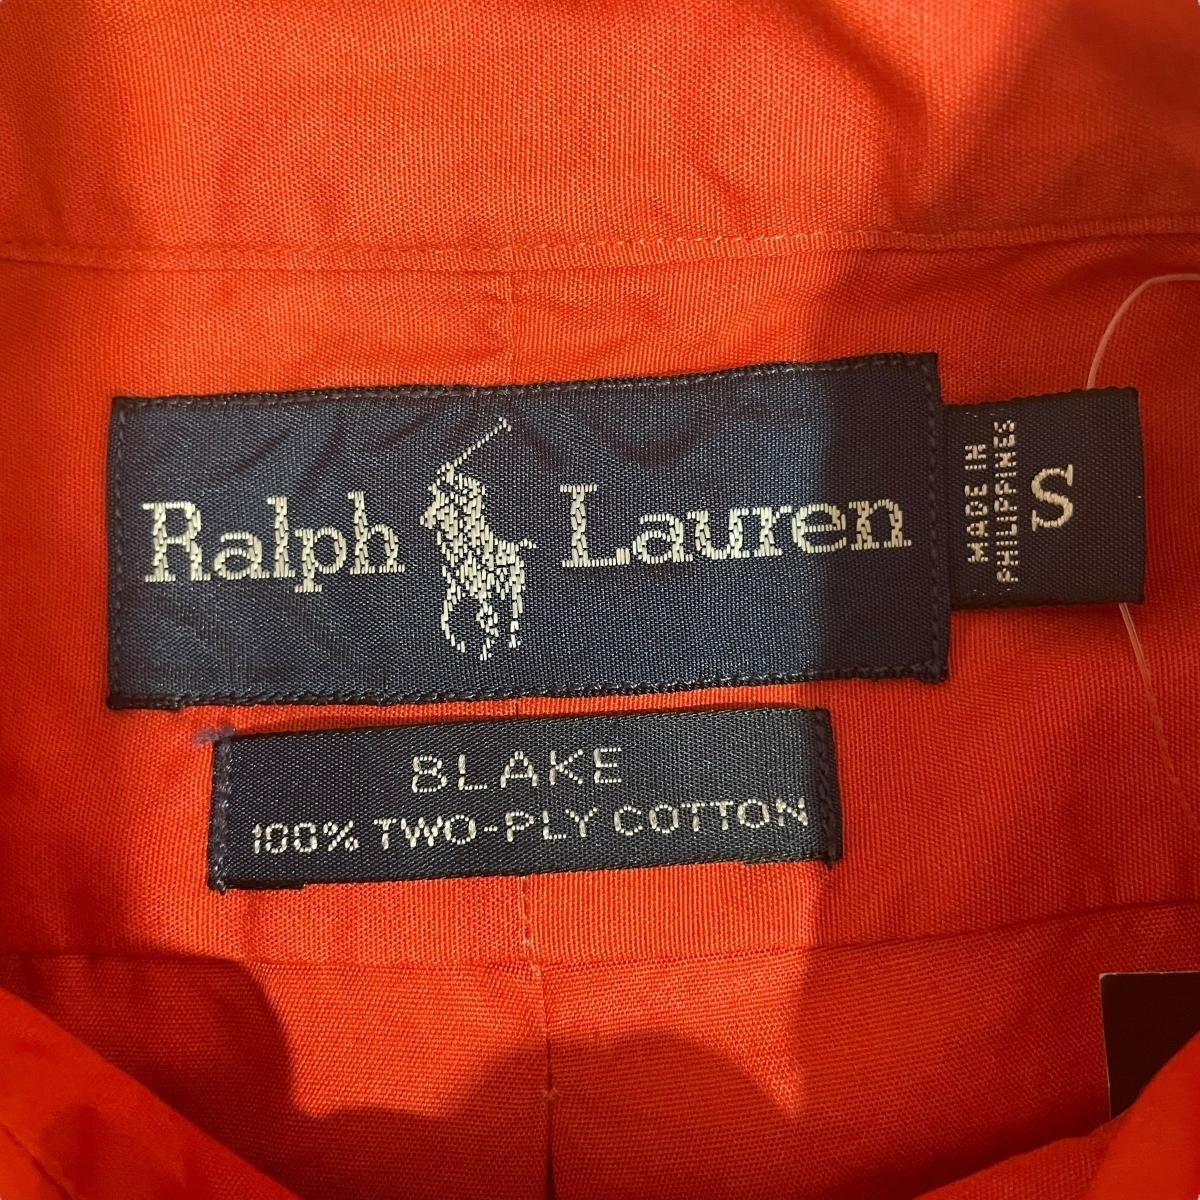 Ralph Lauren
MADE IN
PHILIPPINES
S
BLAKE
100% TWO-PLY COTTON